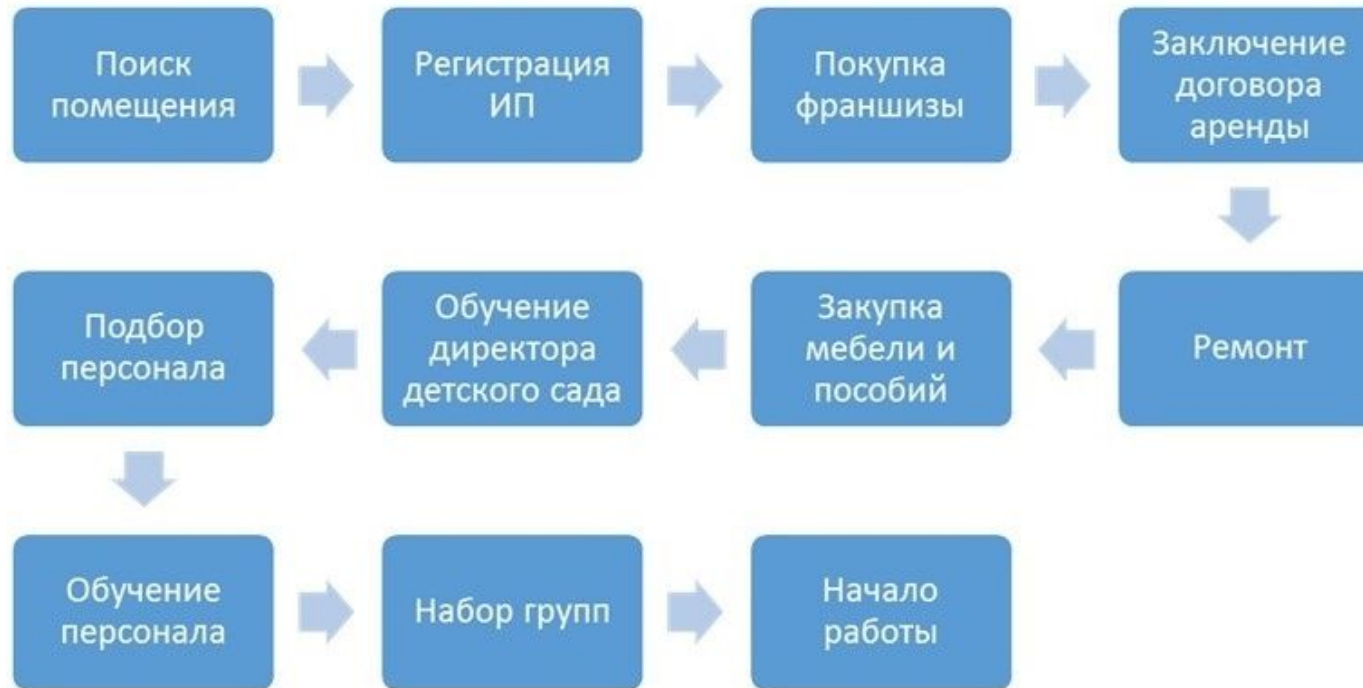 Поиск
помещения
Регистрация
ИП
Покупка
франшизы
Заключение
договора
аренды
Ремонт
Закупка
мебели и
пособий
Обучение
директора
детского сада
Подбор
персонала
Обучение
персонала
Набор групп
Начало
работы